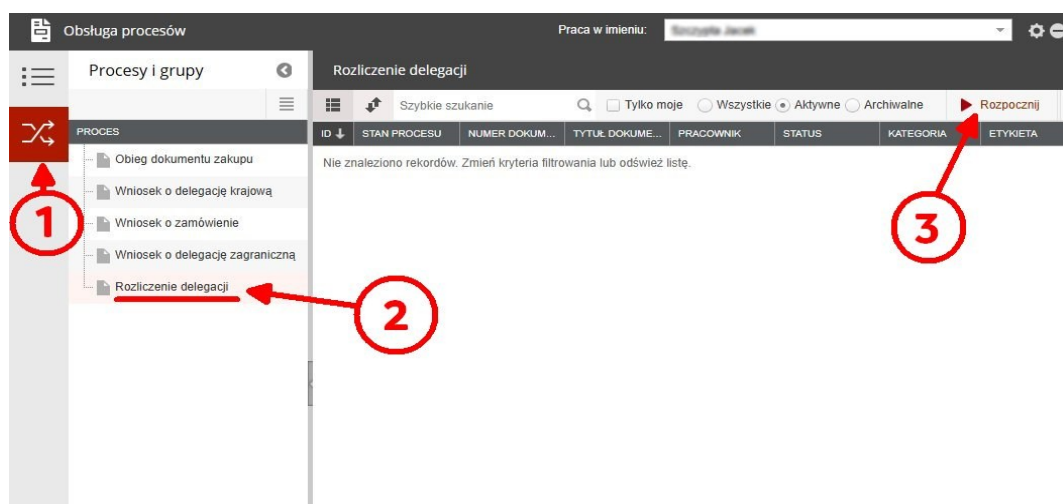 Obsługa procesów
Praca w imieniu:
Procesy i grupy
Rozliczenie delegacji
Szybkie szukanie
Tylko moje
Wszystkie
Aktywne
Archiwalne
Rozpocznij
PROCES
ID
STAN PROCESU
NUMER DOKUM...
TYTUŁ DOKUME...
PRACOWNIK
STATUS
KATEGORIA
ETYKIETA
Obieg dokumentu zakupu
Nie znaleziono rekordów. Zmień kryteria filtrowania lub odśwież listę.
Wniosek o delegację krajową
Wniosek o zamówienie
Wniosek o delegację zagraniczną
Rozliczenie delegacji
1
2
3